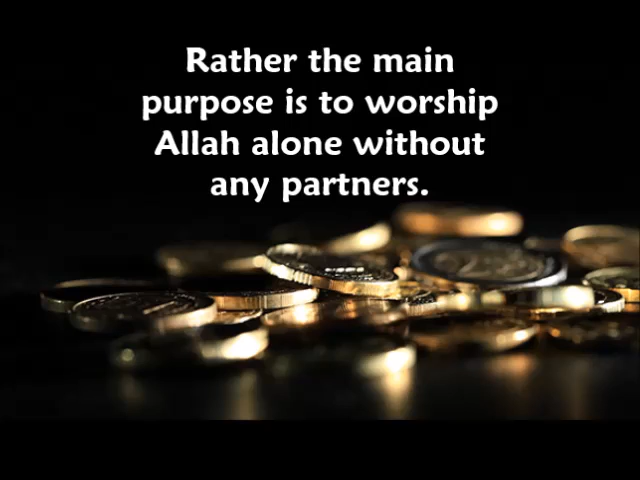 Rather the main
purpose is to worship
Allah alone without
any partners.